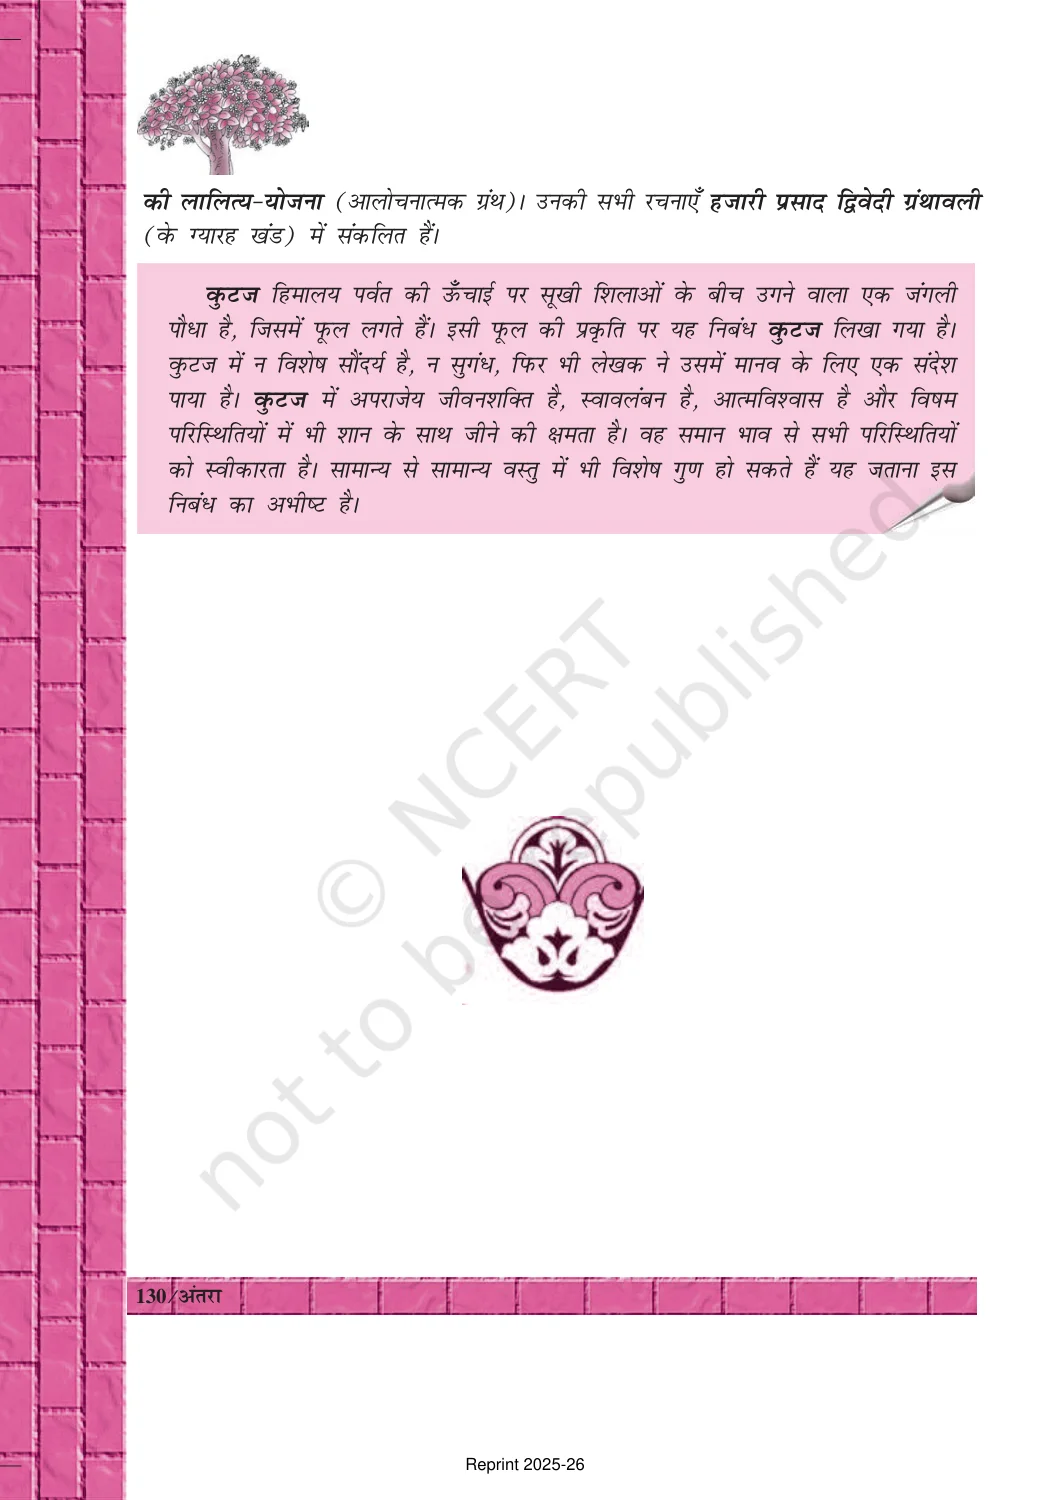 की लालित्य-योजना (आलोचनात्मक ग्रंथ)। उनकी सभी रचनाएँ हजारी प्रसाद द्विवेदी ग्रंथावली
(के ग्यारह खंड) में संकलित हैं।
कुटज हिमालय पर्वत की ऊँचाई पर सूखी शिलाओं के बीच उगने वाला एक जंगली
पौधा है, जिसमें फूल लगते हैं। इसी फूल की प्रकृति पर यह निबंध कुटज लिखा गया है।
कुटज में न विशेष सौंदर्य है, न सुगंध, फिर भी लेखक ने उसमें मानव के लिए एक संदेश
पाया है। कुटज में अपराजेय जीवनशक्ति है, स्वावलंबन है, आत्मविश्वास है और विषम
परिस्थितियों में भी शान के साथ जीने की क्षमता है। वह समान भाव से सभी परिस्थितियों
को स्वीकारता है। सामान्य से सामान्य वस्तु में भी विशेष गुण हो सकते हैं यह जताना इस
निबंध का अभीष्ट है।
© NCERT
not to be republished
130/अंतरा
Reprint 2025-26